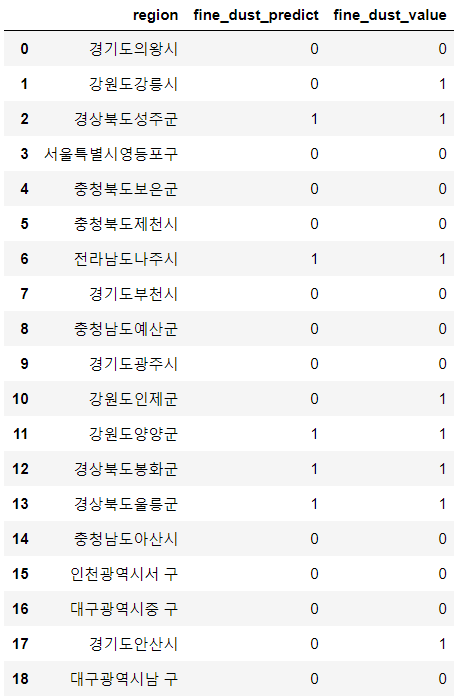 region fine_dust_predict fine_dust_value
0 경기도의왕시 0 0
1 강원도강릉시 0 1
2 경상북도성주군 1 1
3 서울특별시영등포구 0 0
4 충청북도보은군 0 0
5 충청북도제천시 0 0
6 전라남도나주시 1 1
7 경기도부천시 0 0
8 충청남도예산군 0 0
9 경기도광주시 0 0
10 강원도인제군 0 1
11 강원도양양군 1 1
12 경상북도봉화군 1 1
13 경상북도울릉군 1 1
14 충청남도아산시 0 0
15 인천광역시서 구 0 0
16 대구광역시중 구 0 0
17 경기도안산시 0 1
18 대구광역시남 구 0 0